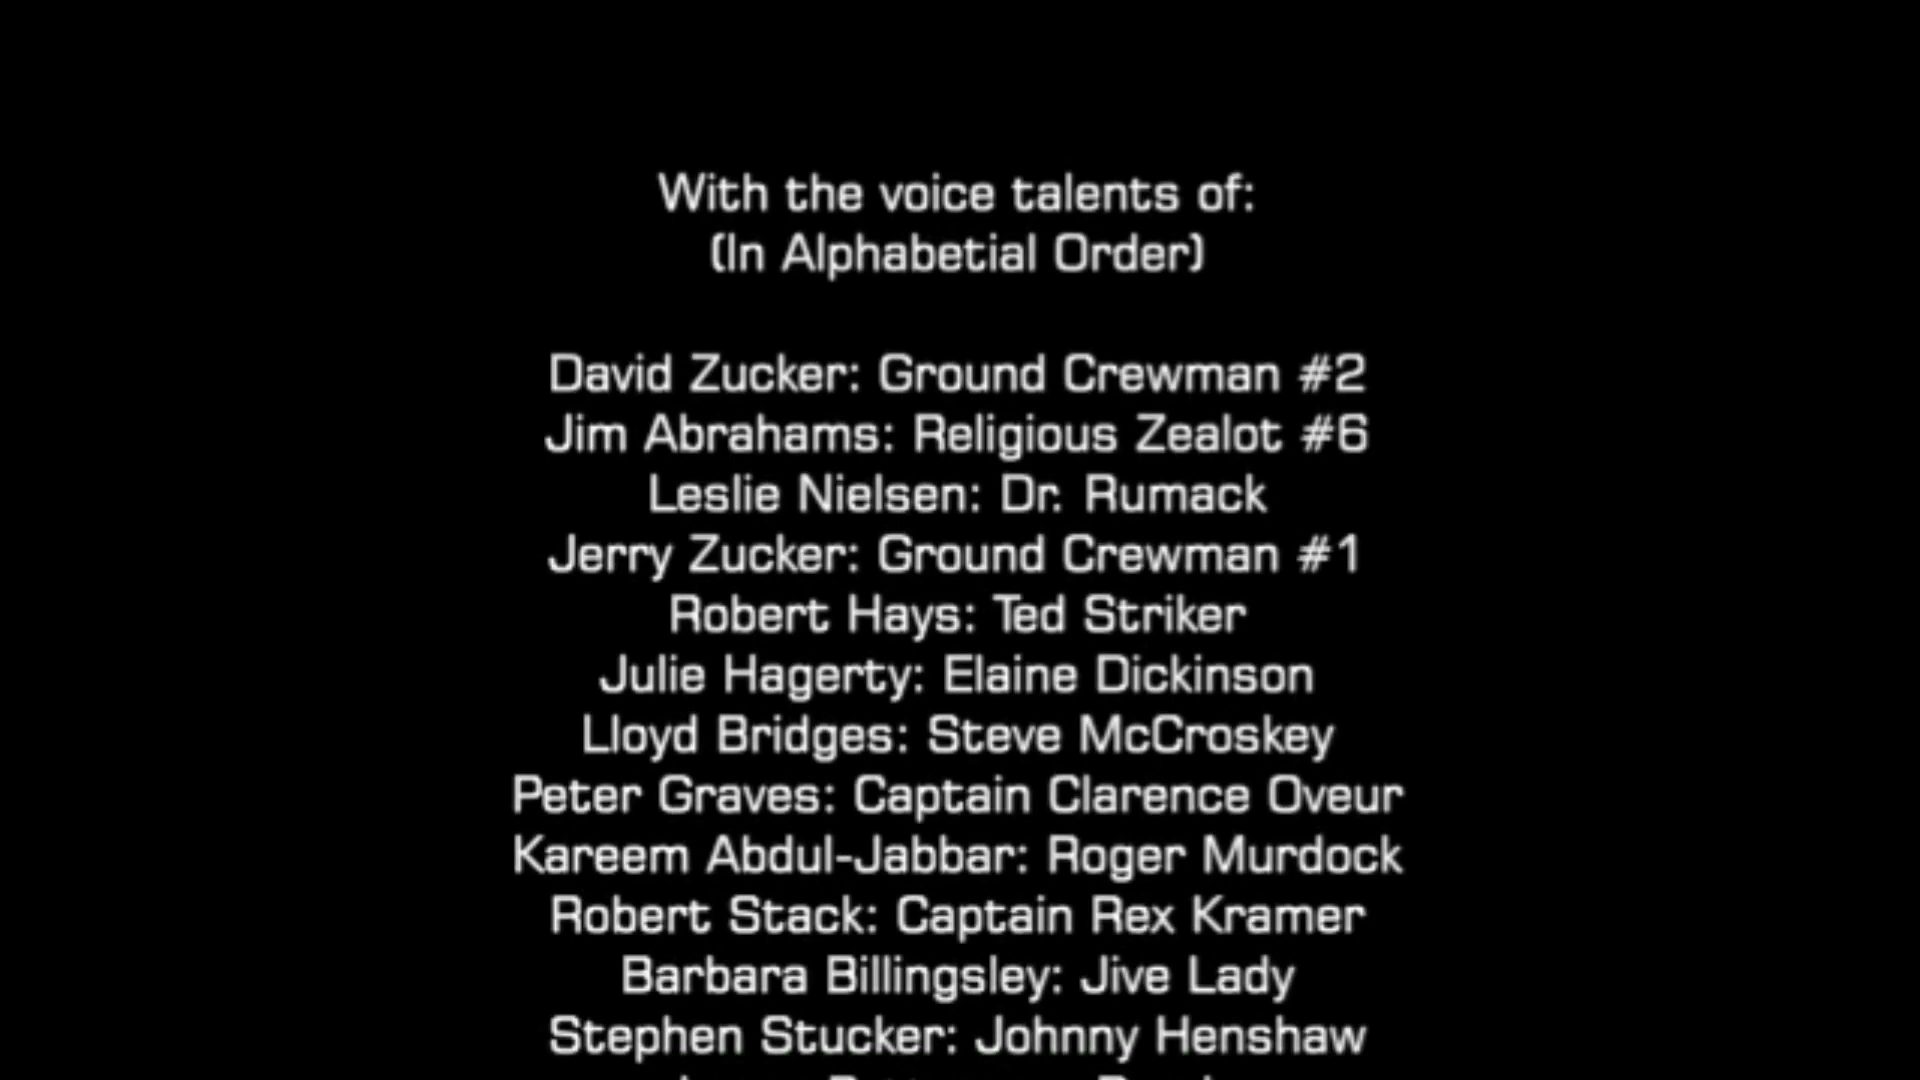 With the voice talents of:
(In Alphabetial Order)
David Zucker: Ground Crewman #2
Jim Abrahams: Religious Zealot #6
Leslie Nielsen: Dr. Rumack
Jerry Zucker: Ground Crewman #1
Robert Hays: Ted Striker
Julie Hagerty: Elaine Dickinson
Lloyd Bridges: Steve McCroskey
Peter Graves: Captain Clarence Oveur
Kareem Abdul-Jabbar: Roger Murdock
Robert Stack: Captain Rex Kramer
Barbara Billingsley: Jive Lady
Stephen Stucker: Johnny Henshaw